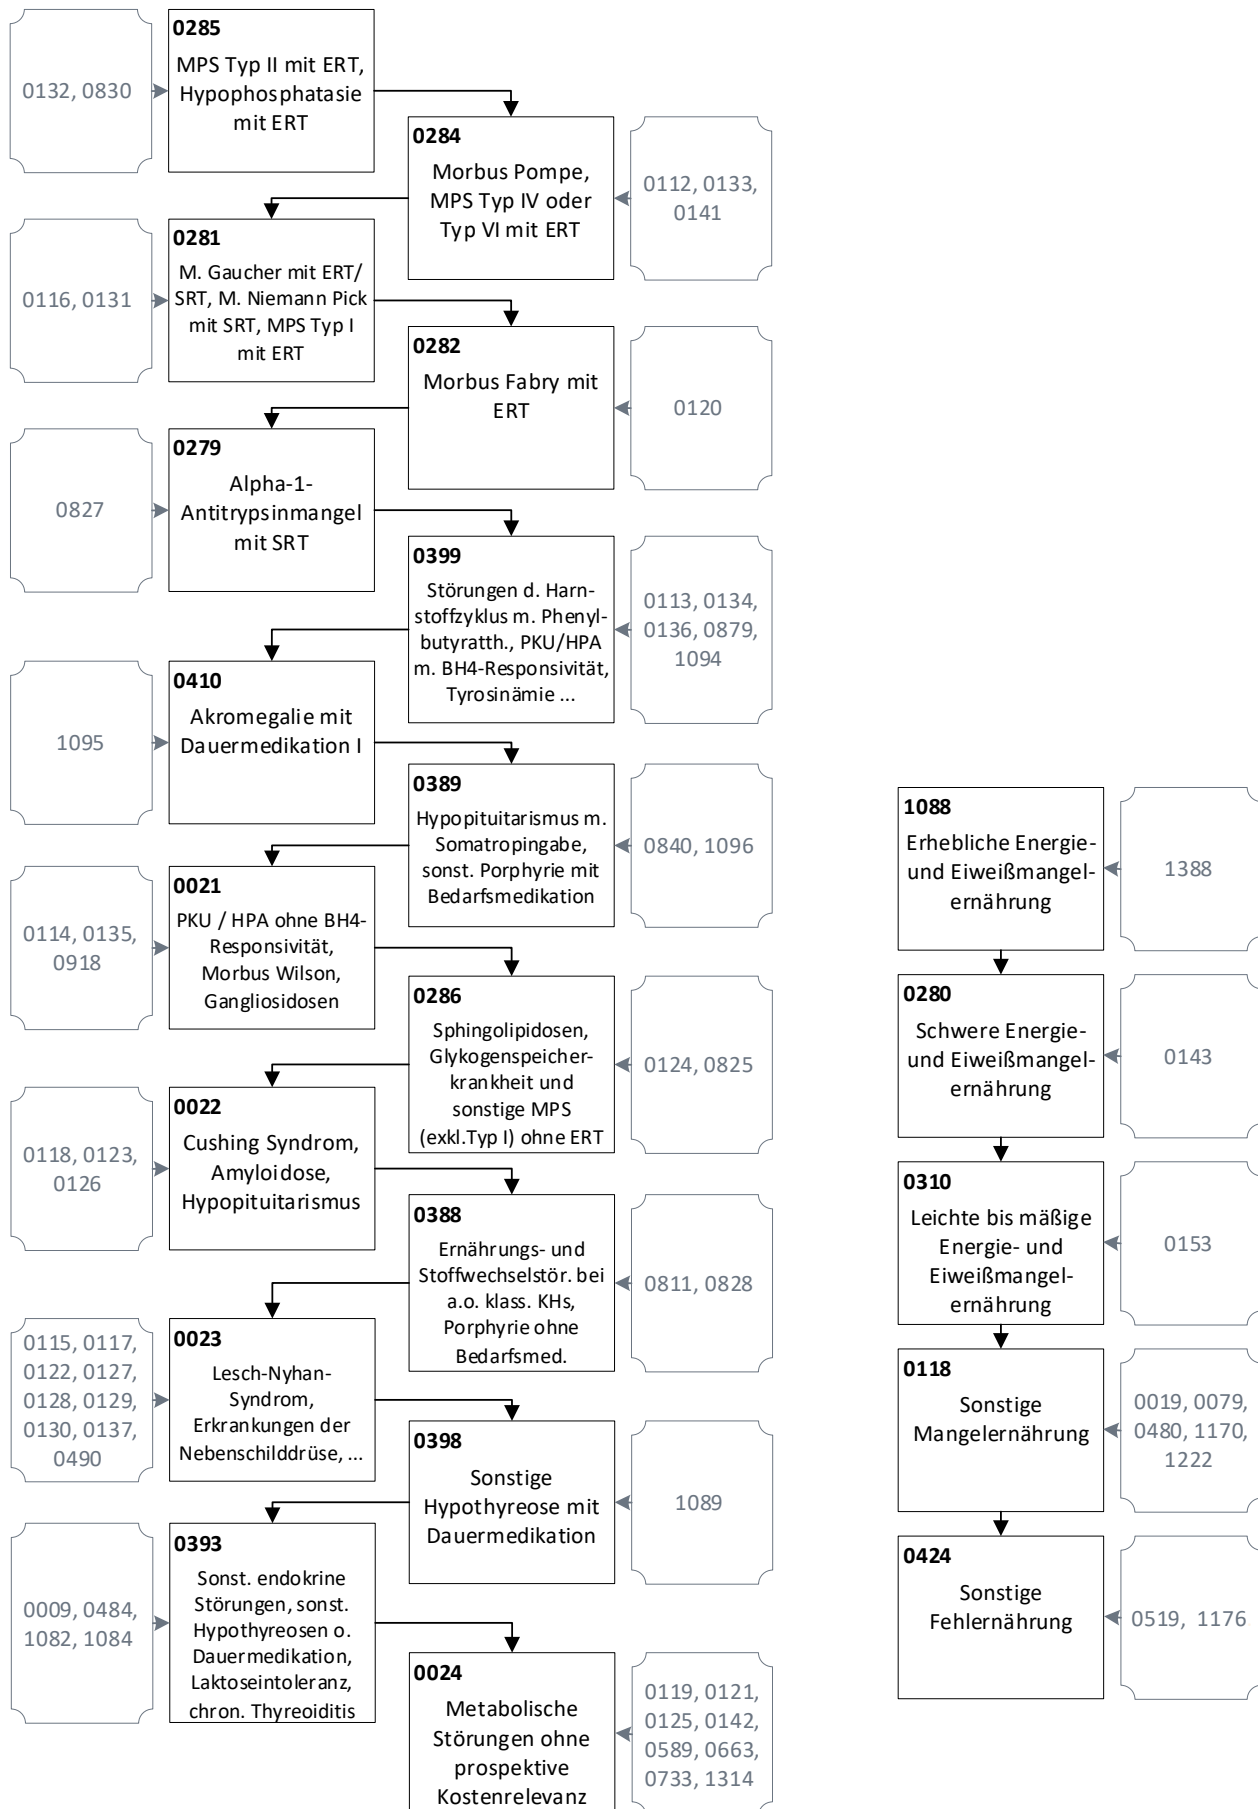 0132, 0830
0285
MPS Typ II mit ERT,
Hypophosphatasie
mit ERT
0284
Morbus Pompe,
MPS Typ IV oder
Typ VI mit ERT
0112, 0133,
0141
0116, 0131
0281
M. Gaucher mit ERT/
SRT, M. Niemann Pick
mit SRT, MPS Typ I
mit ERT
0282
Morbus Fabry mit
ERT
0120
0827
0279
Alpha-1-
Antitrypsinmangel
mit SRT
0399
Störungen d. Harn-
stoffzyklus m. Phenyl-
butyratth., PKU/HPA
m. BH4-Responsivität,
Tyrosinämie ...
0113, 0134,
0136, 0879,
1094
1095
0410
Akromegalie mit
Dauermedikation I
0389
Hypopituitarismus m.
Somatropingabe,
sonst. Porphyrie mit
Bedarfsmedikation
0840, 1096
0114, 0135,
0918
0021
PKU / HPA ohne BH4-
Responsivität,
Morbus Wilson,
Gangliosidosen
0286
Sphingolipidosen,
Glykogenspeicher-
krankheit und
sonstige MPS
(exkl.Typ I) ohne ERT
0124, 0825
0118, 0123,
0126
0022
Cushing Syndrom,
Amyloidose,
Hypopituitarismus
0388
Ernährungs- und
Stoffwechselstör. bei
a.o. klass. KHs,
Porphyrie ohne
Bedarfsmed.
0811, 0828
0115, 0117,
0122, 0127,
0128, 0129,
0130, 0137,
0490
0023
Lesch-Nyhan-
Syndrom,
Erkrankungen der
Nebenschilddrüse, ...
0398
Sonstige
Hypothyreose mit
Dauermedikation
1089
0009, 0484,
1082, 1084
0393
Sonst. endokrine
Störungen, sonst.
Hypothyreosen o.
Dauermedikation,
Laktoseintoleranz,
chron. Thyreoiditis
0024
Metabolische
Störungen ohne
prospektive
Kostenrelevanz
0119, 0121,
0125, 0142,
0589, 0663,
0733, 1314
1088
Erhebliche Energie-
und Eiweißmangel-
ernährung
1388
0280
Schwere Energie-
und Eiweißmangel-
ernährung
0143
0310
Leichte bis mäßige
Energie- und
Eiweißmangel-
ernährung
0153
0118
Sonstige
Mangelernährung
0019, 0079,
0480, 1170,
1222
0424
Sonstige
Fehlernährung
0519, 1176